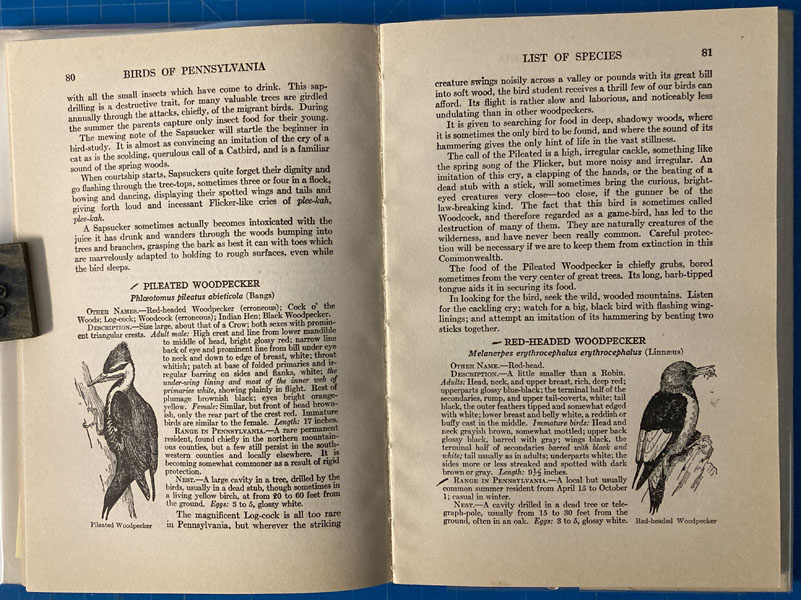 80
BIRDS OF PENNSYLVANIA
with all the small insects which have come to drink. This sap-
drilling is a destructive trait, for many valuable trees are girdled
annually through the attacks, chiefly, of the migrant birds. During
the summer the parents capture only insect food for their young.
The mewing note of the Sapsucker will startle the beginner in
bird-study. It is almost as convincing an imitation of the cry of a
cat as is the scolding, querulous call of a Catbird, and is a familiar
sound of the spring woods.
When courtship starts, Sapsuckers quite forget their dignity and
go flashing through the tree-tops, sometimes three or four in a flock,
bowing and dancing, displaying their spotted wings and tails and
giving forth loud and incessant Flicker-like cries of plee-kah,
plee-kah.
A Sapsucker sometimes actually becomes intoxicated with the
juice it has drunk and wanders through the woods bumping into
trees and branches, grasping the bark as best it can with toes which
are marvelously adapted to holding to rough surfaces, even while
the bird sleeps.
PILEATED WOODPECKER
Phlœotomus pileatus abieticola (Bangs)
OTHER NAMES.—Red-headed Woodpecker (erroneous); Cock o' the
Woods; Log-cock; Woodcock (erroneous); Indian Hen; Black Woodpecker.
DESCRIPTION.—Size large, about that of Crow; both sexes with promin-
ent triangular crests. Adult male: High crest and line from lower mandible
to middle of head, bright glossy red; narrow line
back of eye and prominent line from bill under eye
to neck and down to edge of breast, white; throat
whitish; patch at base of folded primaries and ir-
regular barring on sides and flanks, white; the
under-wing lining and most of the inner web of
primaries white, showing plainly in flight. Rest of
plumage brownish black; eyes bright orange-
yellow. Female: Similar, but front of head brown-
ish, only the rear part of the crest red. Immature
birds are similar to the female. Length: 17 inches.
RANGE IN PENNSYLVANIA.—A rare permanent
resident, found chiefly in the northern mountain-
ous counties, but a few still persist in the south-
western counties and locally elsewhere. It is
becoming somewhat commoner as a result of rigid
protection.
NEST.—A large cavity in a tree, drilled by the
birds, usually in a dead stub, though sometimes in
a living yellow birch, at from 20 to 60 feet from
the ground. Eggs: 3 to 5, glossy white.
The magnificent Log-cock is all too rare
in Pennsylvania, but wherever the striking
Pileated Woodpecker
LIST OF SPECIES
81
creature swings noisily across a valley or pounds with its great bill
into soft wood, the bird student receives a thrill few of our birds can
afford. Its flight is rather slow and laborious, and noticeably less
undulating than in other woodpeckers.
It is given to searching for food in deep, shadowy woods, where
it is sometimes the only bird to be found, and where the sound of its
hammering gives the only hint of life in the vast stillness.
The call of the Pileated is a high, irregular cackle, something like
the spring song of the Flicker, but more noisy and irregular. An
imitation of this cry, a clapping of the hands, or the beating of a
dead stub with a stick, will sometimes bring the curious, bright-
eyed creatures very close—too close, if the gunner be of the
law-breaking kind. The fact that this bird is sometimes called
Woodcock, and therefore regarded as a game-bird, has led to the
destruction of many of them. They are naturally creatures of the
wilderness, and have never been really common. Careful protec-
tion will be necessary if we are to keep them from extinction in this
Commonwealth.
The food of the Pileated Woodpecker is chiefly grubs, bored
sometimes from the very center of great trees. Its long, barb-tipped
tongue aids it in securing its food.
In looking for the bird, seek the wild, wooded mountains. Listen
for the cackling cry; watch for a big, black bird with flashing wing-
linings; and attempt an imitation of its hammering by beating two
sticks together.
RED-HEADED WOODPECKER
Melanerpes erythrocephalus erythrocephalus (Linnæus)
OTHER NAME.—Red-head.
DESCRIPTION.—A little smaller than a Robin.
Adults: Head, neck, and upper breast, rich, deep red;
upperparts glossy blue-black; the terminal half of the
secondaries, rump, and upper tail-coverts, white; tail
black, the outer feathers tipped and somewhat edged
with white; lower breast and belly white, a reddish or
buffy cast in the middle. Immature birds: Head and
neck grayish brown, somewhat mottled; upper back
glossy black, barred with gray; wings black, the
terminal half of secondaries barred with black and
white; tail usually as in adults; underparts white; the
sides more or less streaked and spotted with dark
brown or gray. Length: 9½ inches.
RANGE IN PENNSYLVANIA.—A local but usually
common summer resident from April 15 to October
1; casual in winter.
NEST.—A cavity drilled in a dead tree or tele-
graph-pole, usually from 15 to 30 feet from the
ground, often in an oak. Eggs: 3 to 5, glossy white.
Red-headed Woodpecker